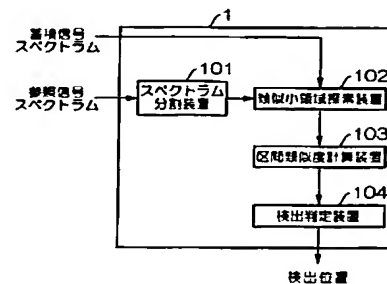 1
蓄積信号
スペクトラム
101
102
参照信号
スペクトラム
スペクトラム
分割装置
類似小領域探索装置
103
区間類似度計算装置
104
検出判定装置
検出位置